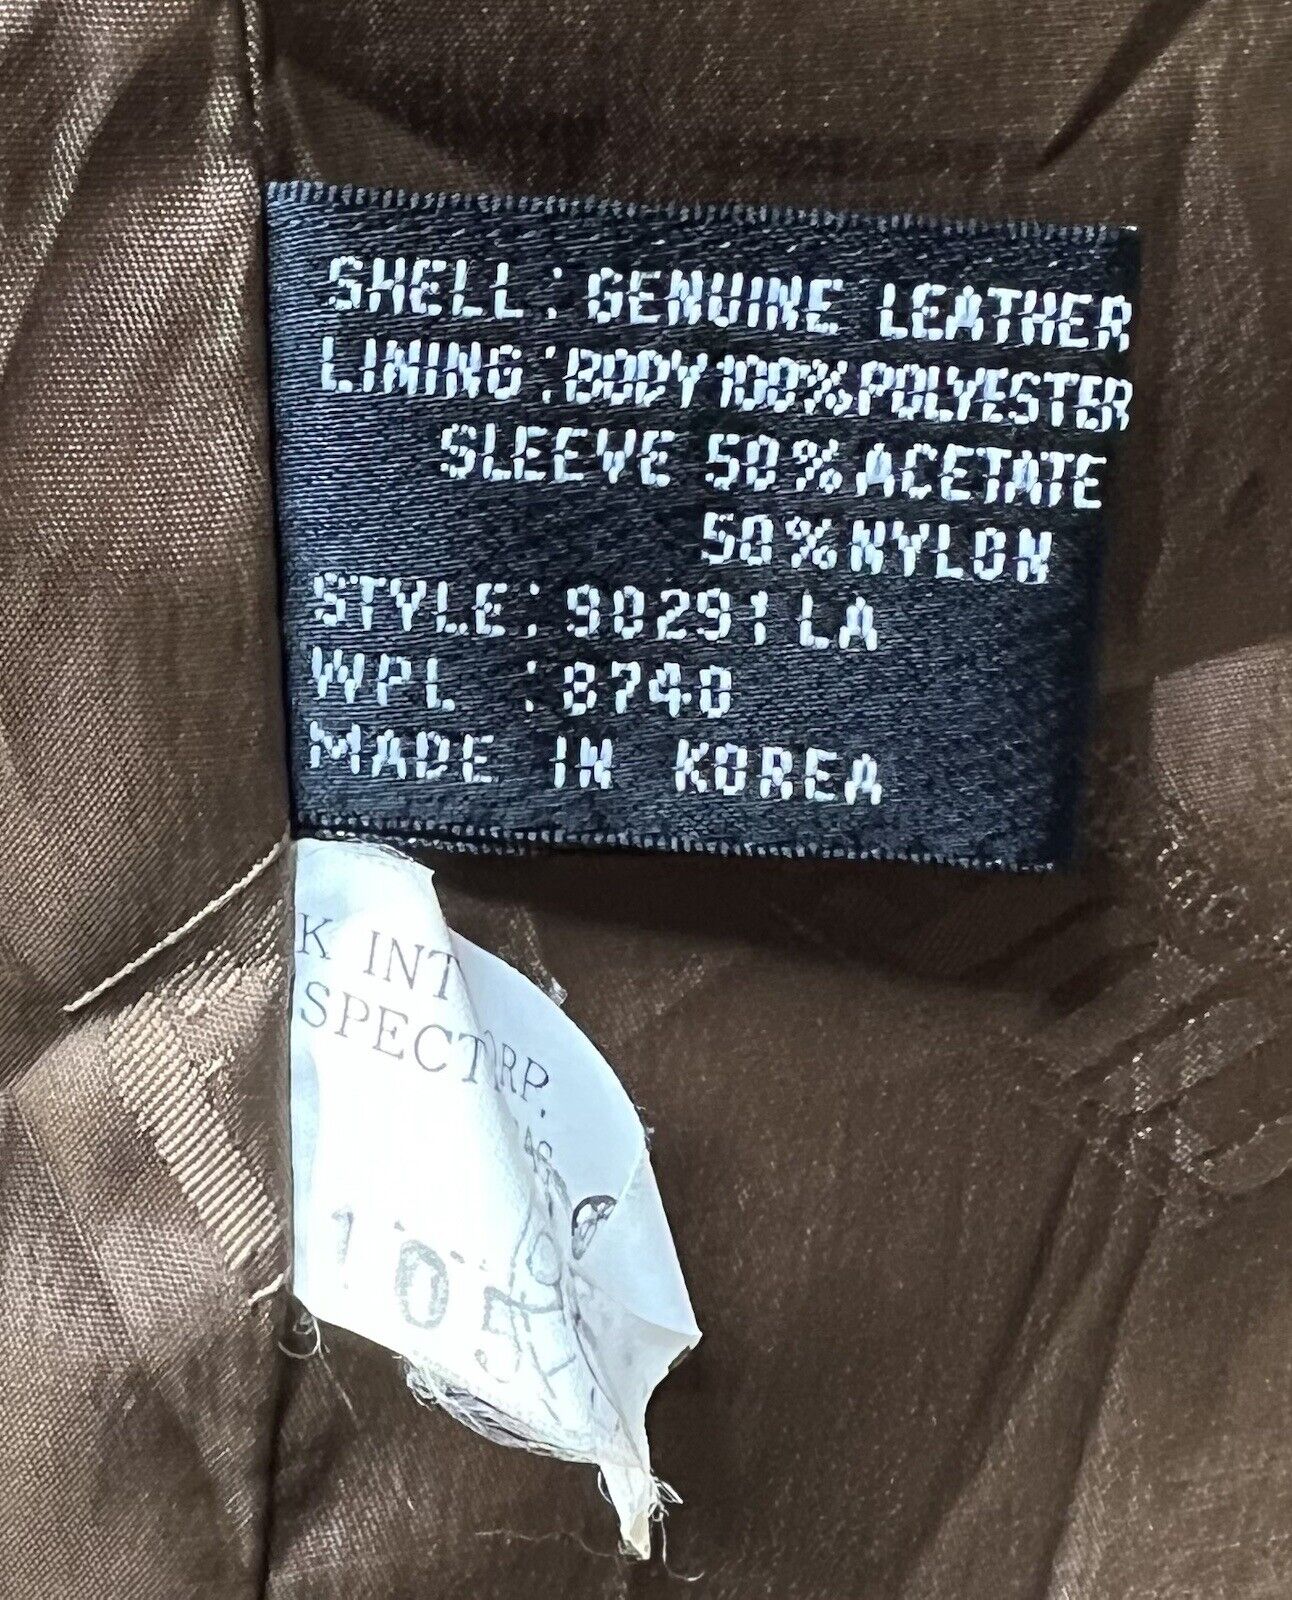 SHELL : GENUINE LEATHER
LINING : BODY 100% POLYESTER
SLEEVE 50% ACETATE
50% NYLON
STYLE : 90291 LA
WPL : 8740
MADE IN KOREA
K INT
SPECT RP.
105